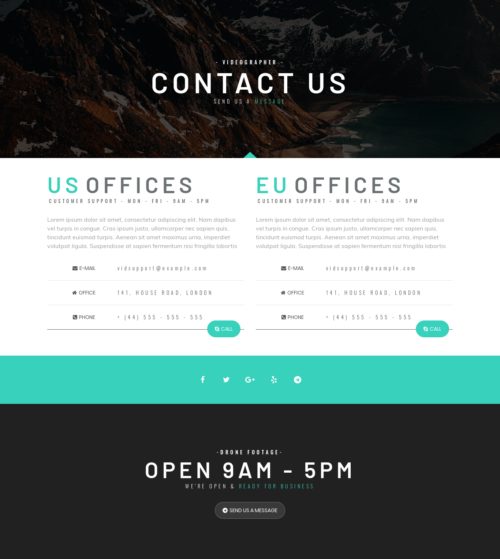 - VIDEOGRAPHER -
CONTACT US
SEND US A MESSAGE
US OFFICES
CUSTOMER SUPPORT - MON - FRI - 9AM - 5PM
Lorem ipsum dolor sit amet, consectetur adipiscing elit. Nam dapibus
vel turpis in congue. Cras ipsum justo, ullamcorper nec sapien id,
tincidunt euismod turpis. Aenean sit amet mattis urna, imperdiet
volutpat ligula. Suspendisse at sapien fermentum nisi fringilla lobortis
E-MAIL vidsupport@example.com
OFFICE 141, HOUSE ROAD, LONDON
PHONE + (44) 555 - 555 - 555
CALL
EU OFFICES
CUSTOMER SUPPORT - MON - FRI - 9AM - 5PM
Lorem ipsum dolor sit amet, consectetur adipiscing elit. Nam dapibus
vel turpis in congue. Cras ipsum justo, ullamcorper nec sapien id,
tincidunt euismod turpis. Aenean sit amet mattis urna, imperdiet
volutpat ligula. Suspendisse at sapien fermentum nisi fringilla lobortis
E-MAIL vidsupport@example.com
OFFICE 141, HOUSE ROAD, LONDON
PHONE + (44) 555 - 555 - 555
CALL
-DRONE FOOTAGE-
OPEN 9AM - 5PM
WE'RE OPEN & READY FOR BUSINESS
SEND US A MESSAGE